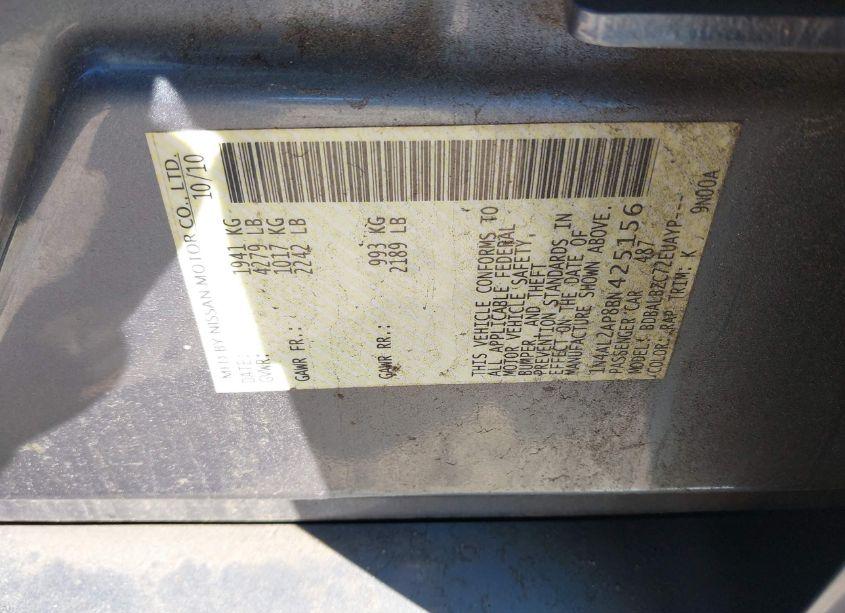 MFD BY NISSAN MOTOR CO., LTD.
DATE: 10/10
GVWR: 1941 KG
4279 LB
GAWR FR.: 1017 KG
2242 LB
GAWR RR.: 993 KG
2189 LB
THIS VEHICLE CONFORMS TO
ALL APPLICABLE FEDERAL
MOTOR VEHICLE SAFETY,
BUMPER, AND THEFT
PREVENTION STANDARDS IN
EFFECT ON THE DATE OF
MANUFACTURE SHOWN ABOVE.
1N4AL2AP8BN425156
PASSENGER CAR 487
COLOR: RAP TRIM: K 9N00A